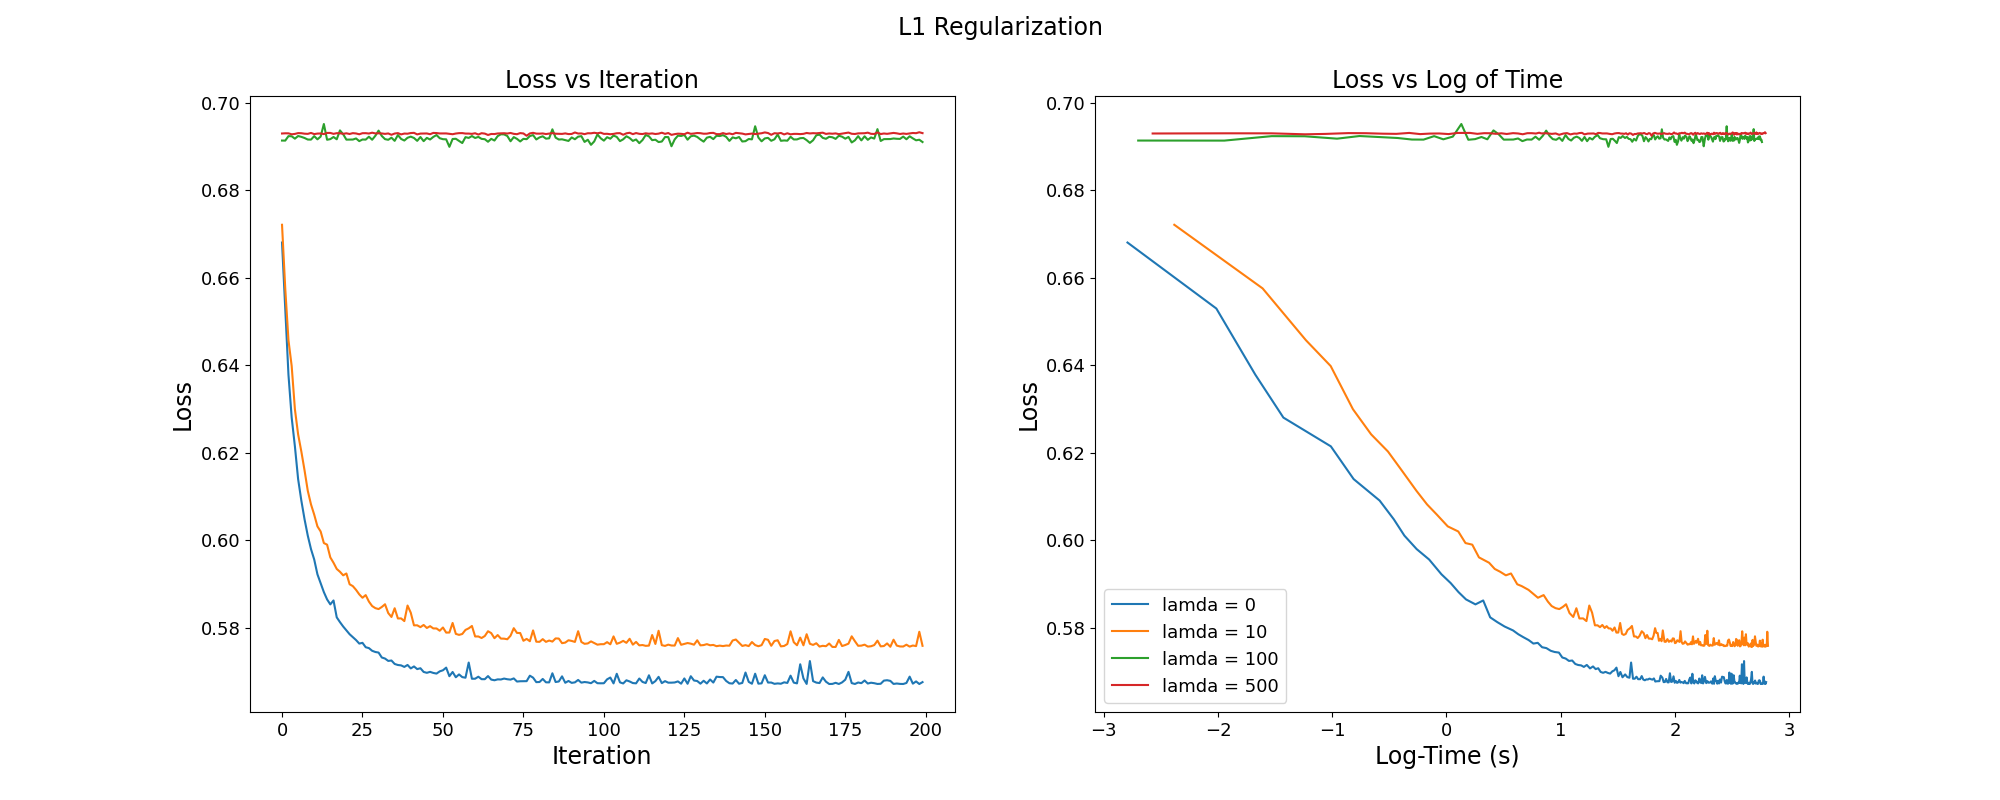 L1 Regularization
Loss vs Iteration
Loss
0.70
0.68
0.66
0.64
0.62
0.60
0.58
0 25 50 75 100 125 150 175 200
Iteration
Loss vs Log of Time
Loss
0.70
0.68
0.66
0.64
0.62
0.60
0.58
lamda = 0
lamda = 10
lamda = 100
lamda = 500
−3 −2 −1 0 1 2 3
Log-Time (s)